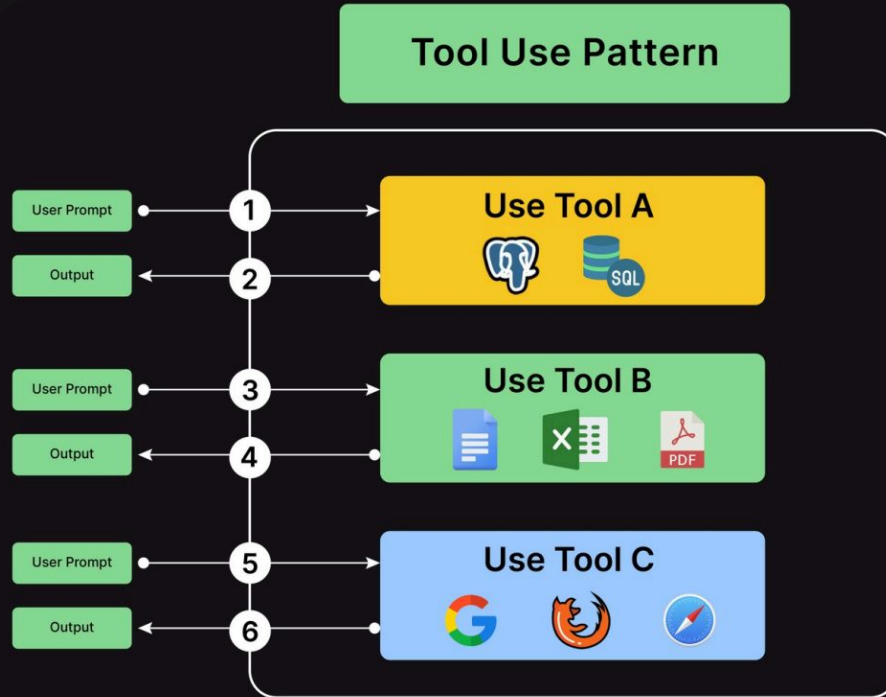 Tool Use Pattern
User Prompt
1
Use Tool A
Output
2
SQL
User Prompt
3
Use Tool B
Output
4
X
PDF
User Prompt
5
Use Tool C
Output
6
G